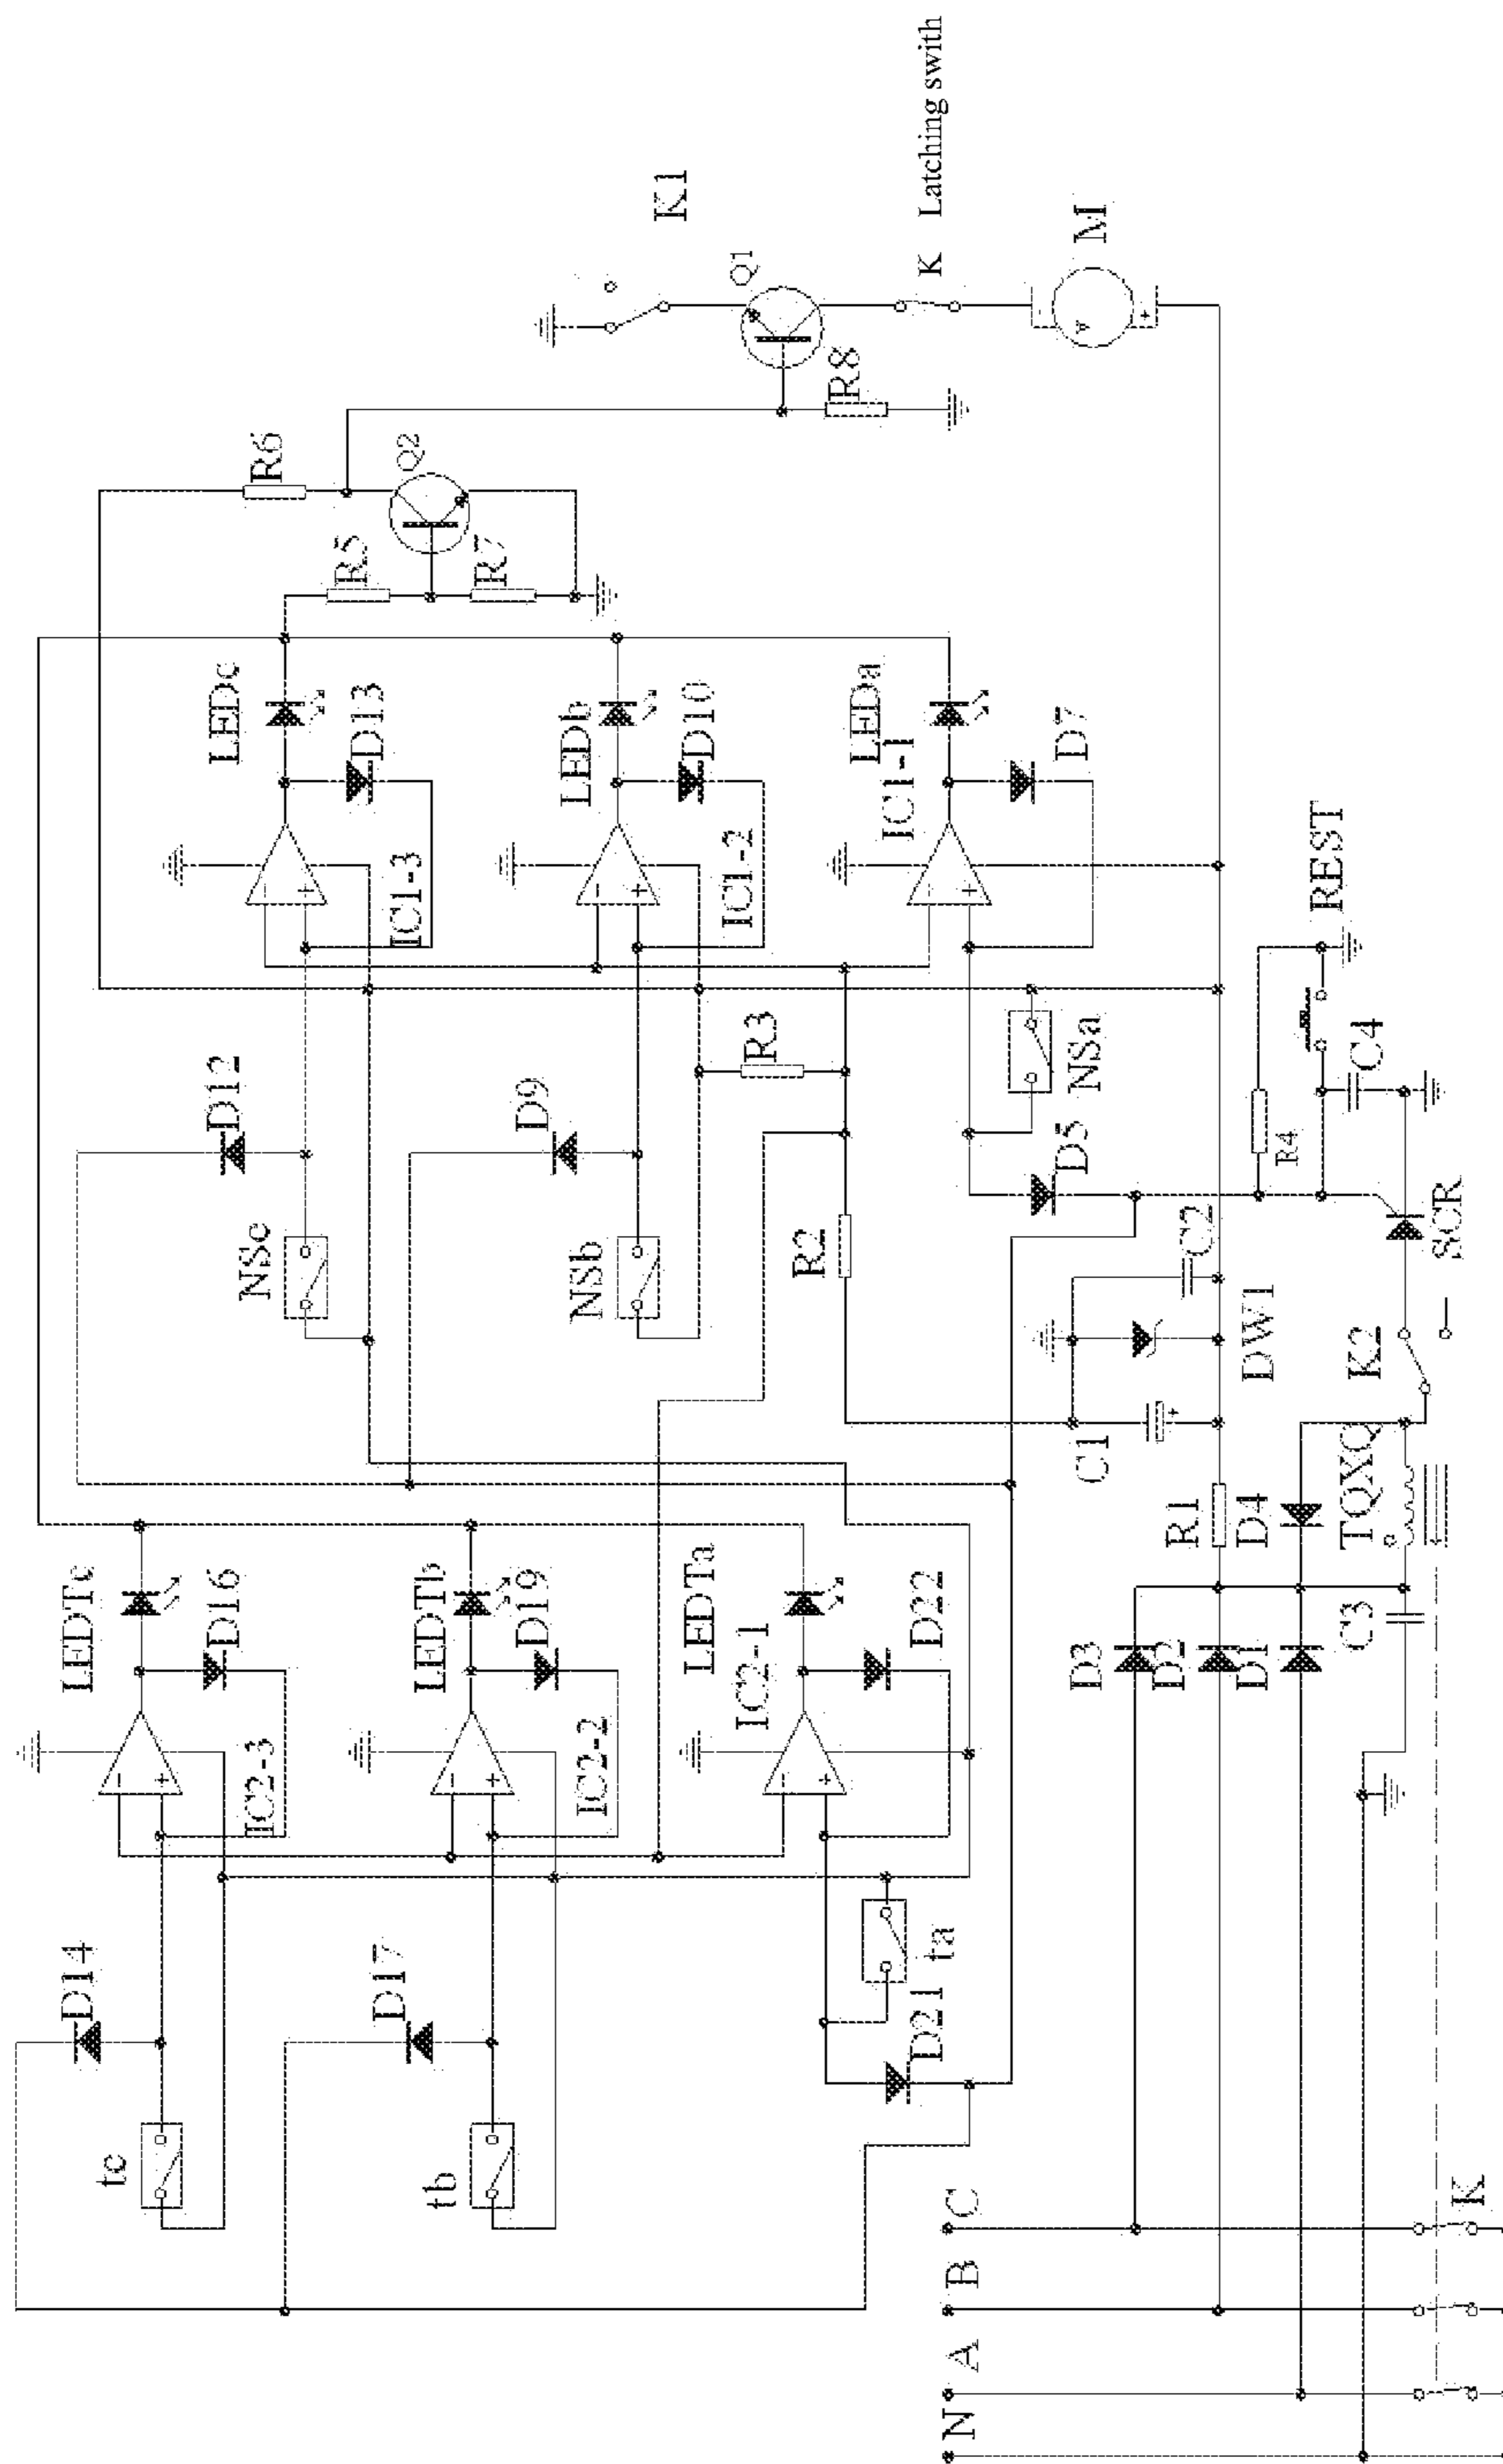 Latching swith
K
K1
Q1
M
R8
R6
Q2
R5
R7
LEDc
D13
LEDb
D10
LEDa
IC1-1
D7
IC1-3
IC1-2
REST
D12
D9
R3
NSa
C4
R4
NSc
NSb
R2
D5
C2
SCR
DW1
K2
C1
R1
D4
TQXQ
LEDTc
D16
LEDTb
D19
LEDTa
IC2-1
D22
D3
D2
D1
C3
IC2-3
IC2-2
D14
D17
ta
D21
tc
tb
C
B
A
N
K